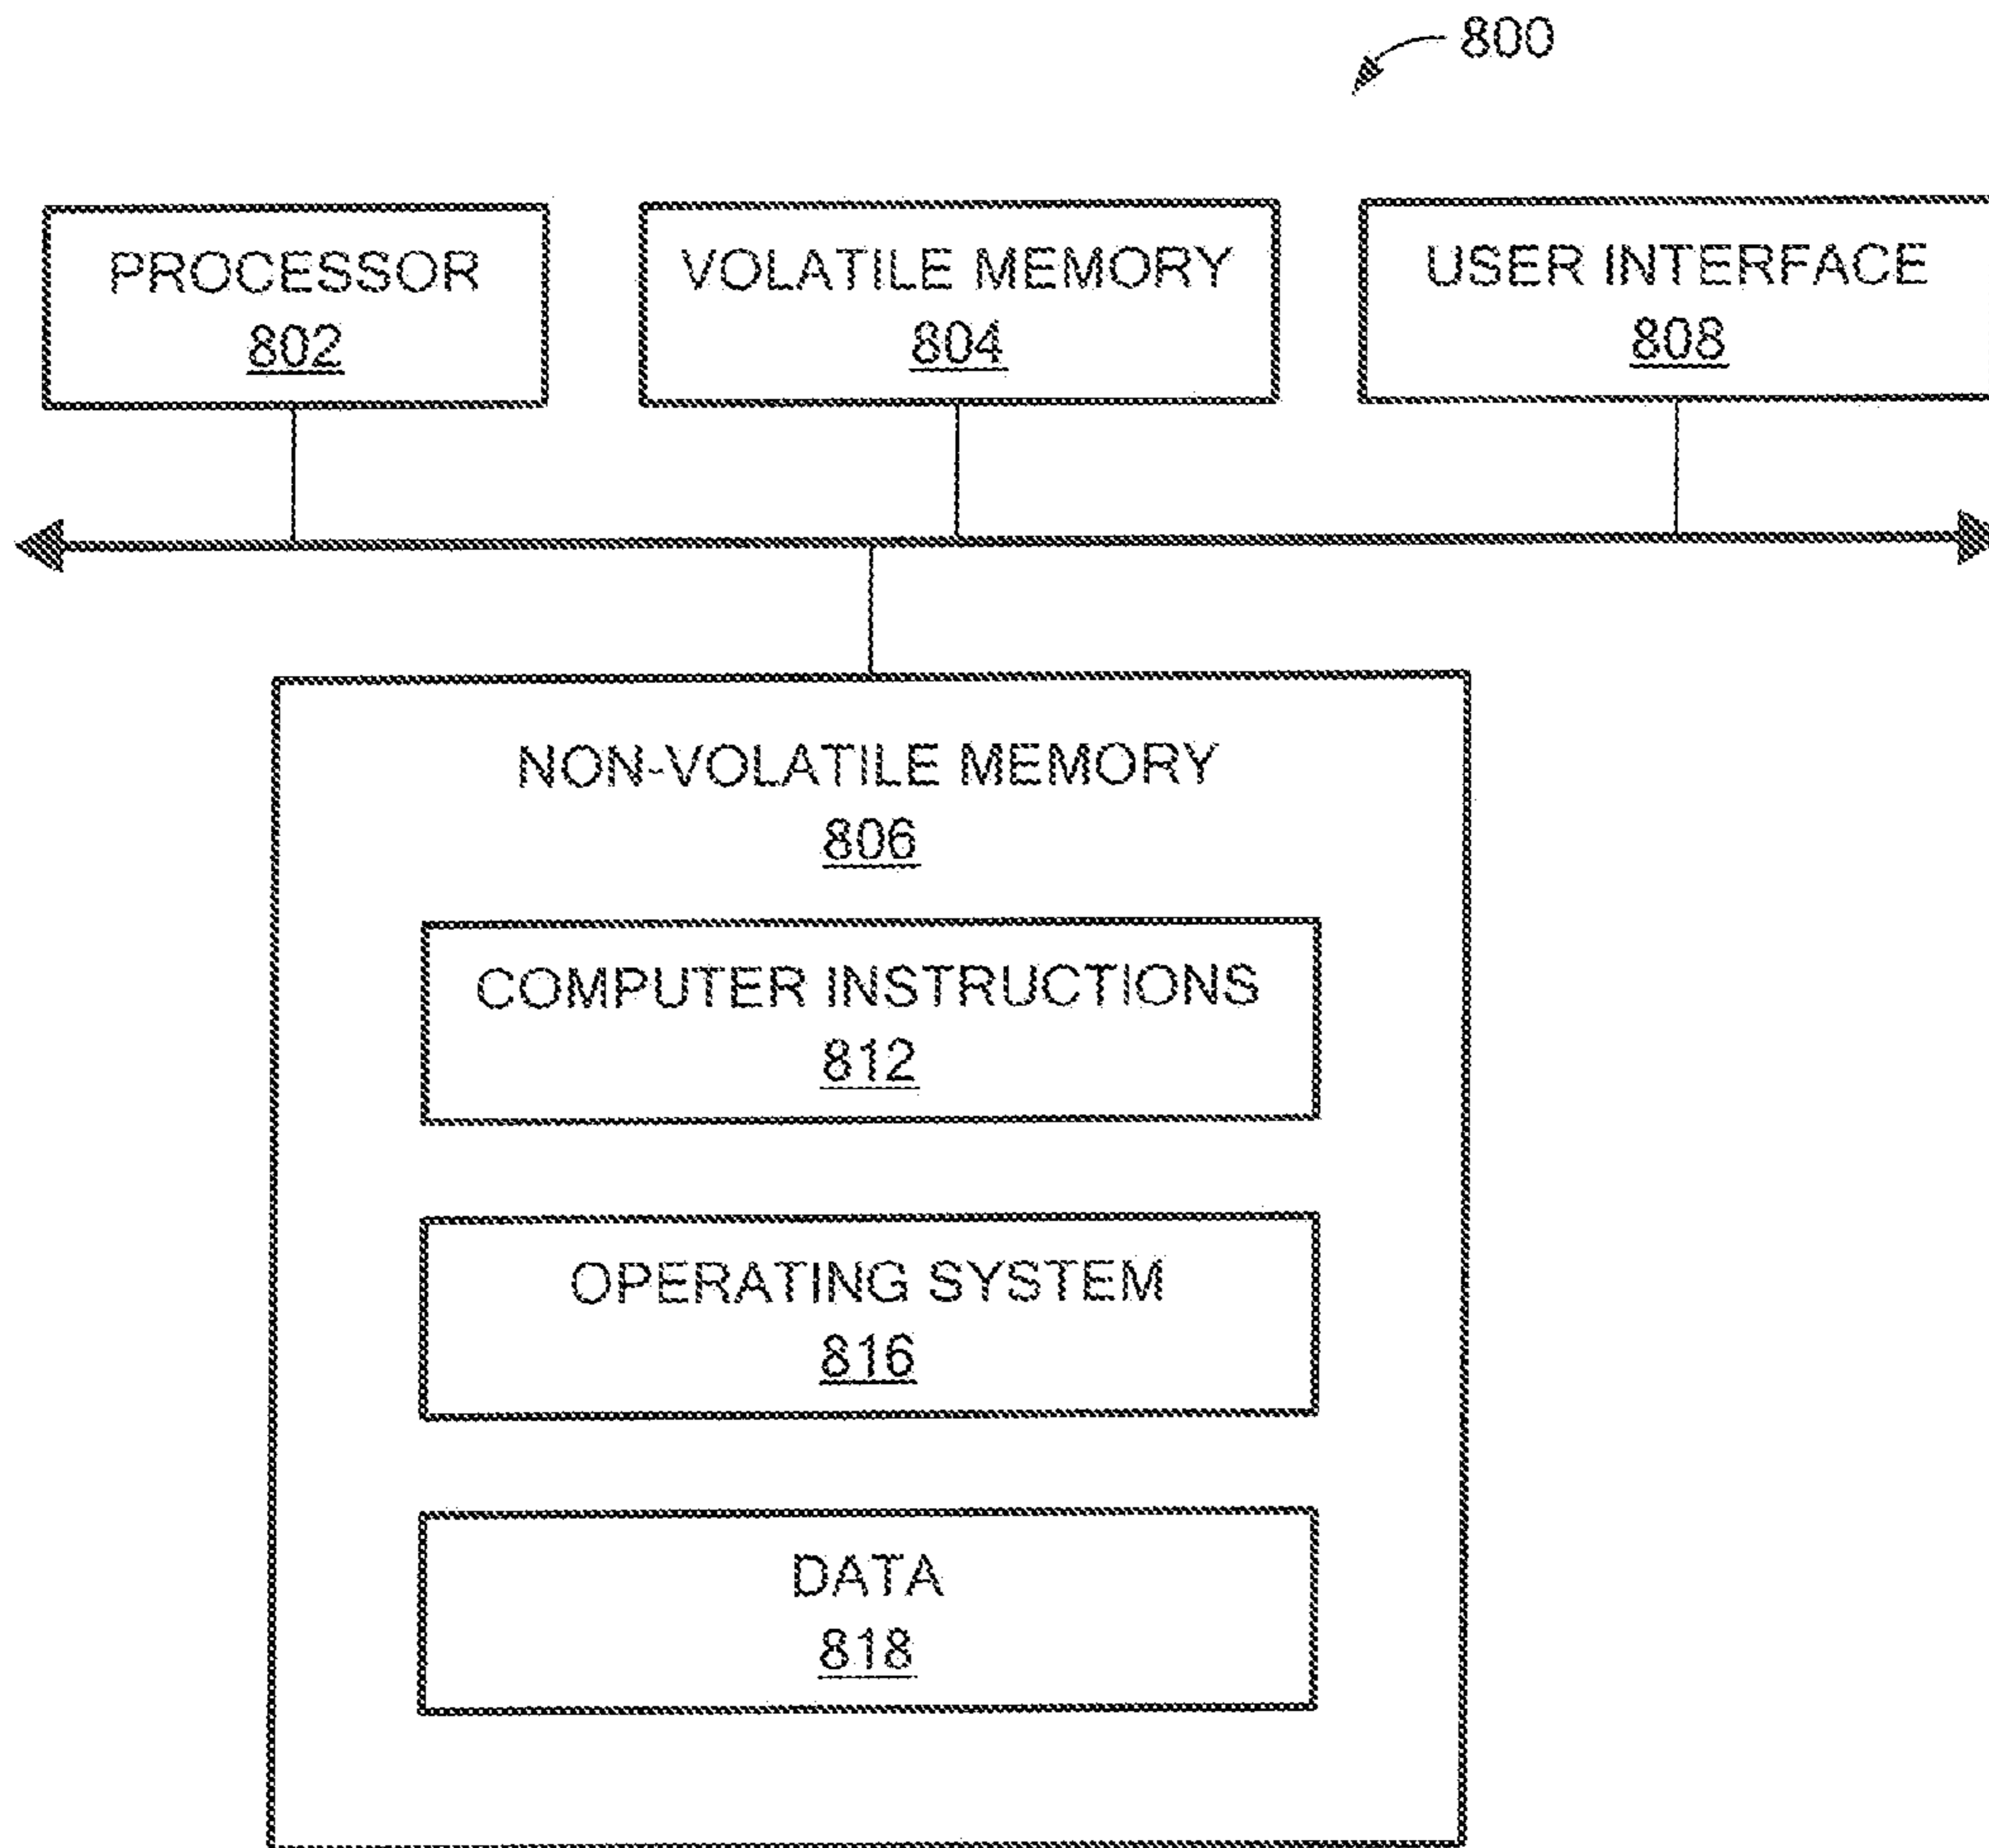 800
PROCESSOR
802
VOLATILE MEMORY
804
USER INTERFACE
808
NON-VOLATILE MEMORY
806
COMPUTER INSTRUCTIONS
812
OPERATING SYSTEM
816
DATA
818